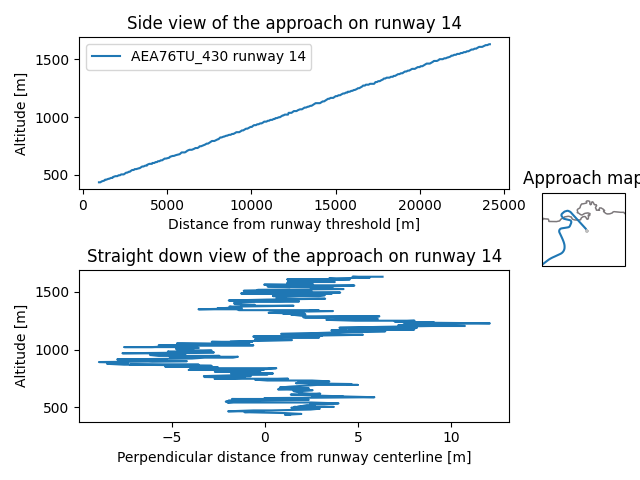 Side view of the approach on runway 14
AEA76TU_430 runway 14
Altitude [m]
1500
1000
500
0
5000
10000
15000
20000
25000
Distance from runway threshold [m]
Approach map
Straight down view of the approach on runway 14
Altitude [m]
1500
1000
500
−5
0
5
10
Perpendicular distance from runway centerline [m]